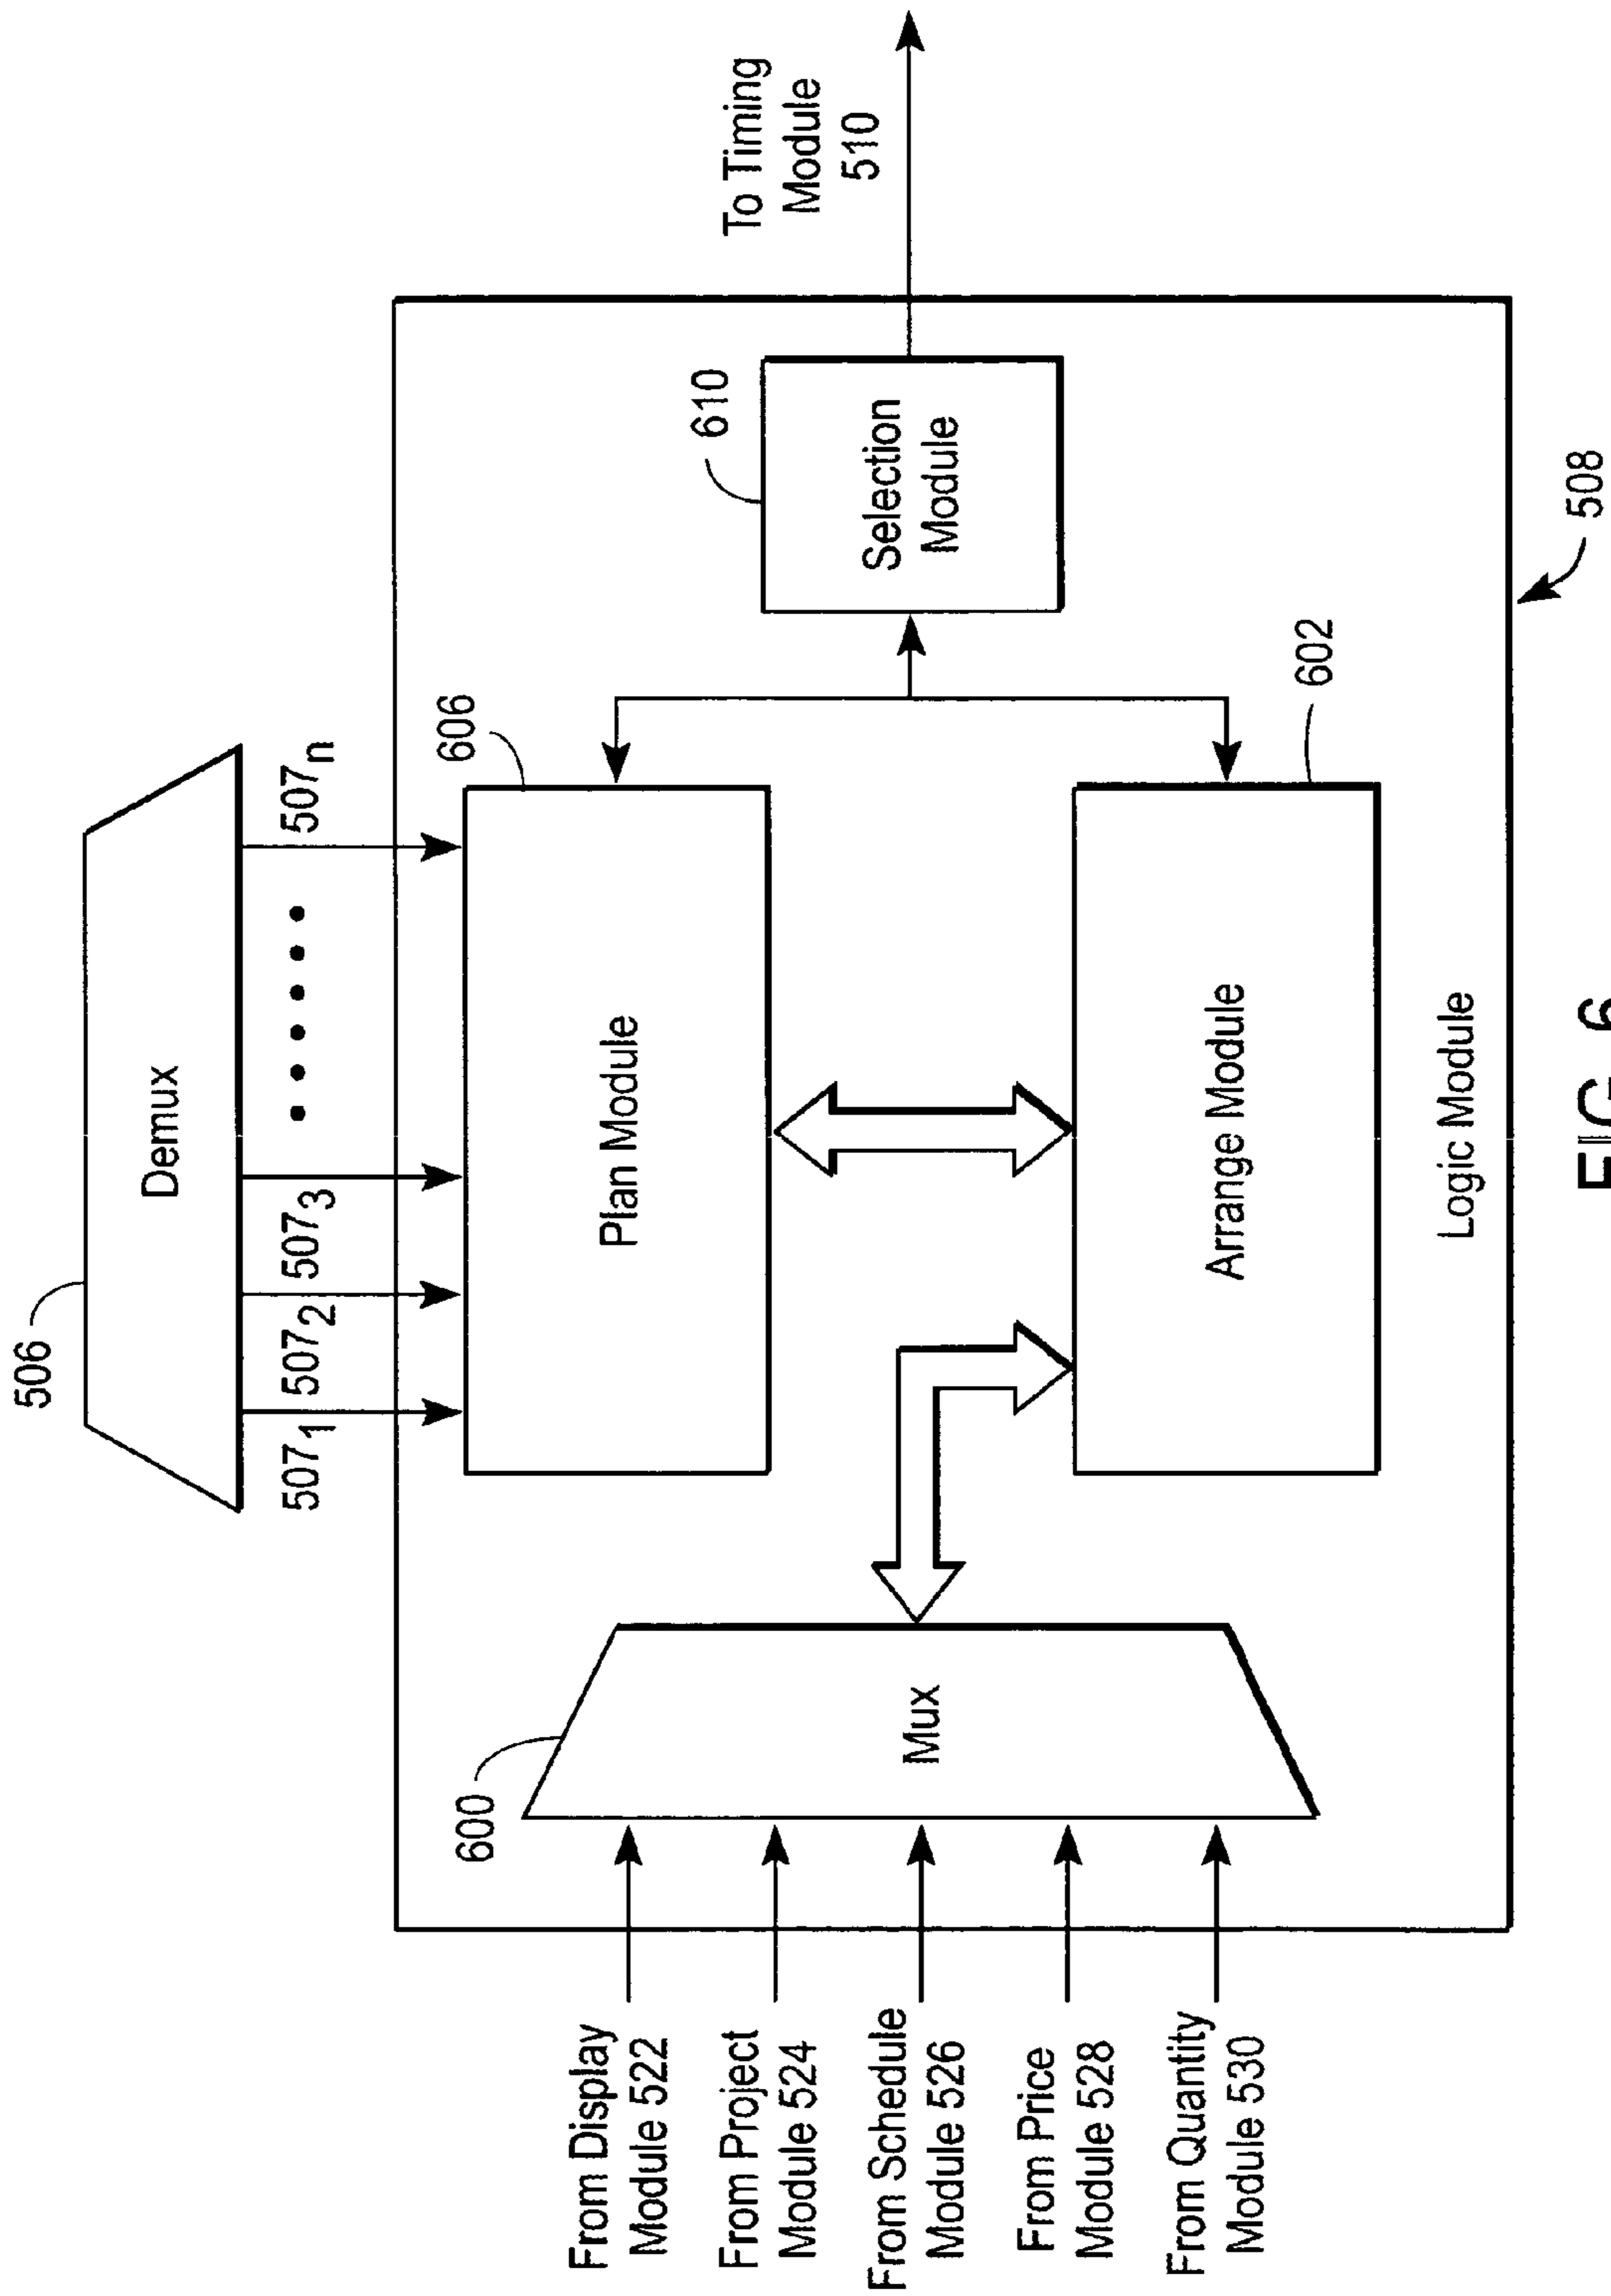 506
Demux
507₁
507₂
507₃
507ₙ
606
Plan Module
600
Mux
From Display
Module 522
From Project
Module 524
From Schedule
Module 526
From Price
Module 528
From Quantity
Module 530
610
Selection
Module
To Timing
Module
510
602
Arrange Module
Logic Module
508
FIG. 6